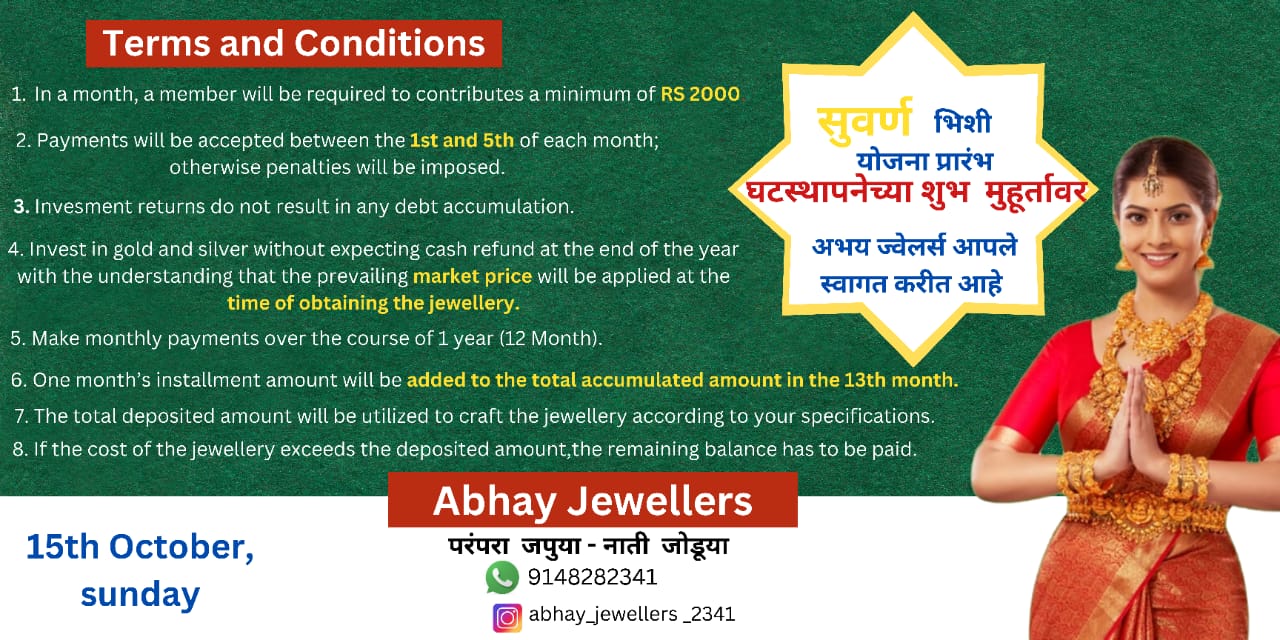 Terms and Conditions
1. In a month, a member will be required to contributes a minimum of RS 2000
2. Payments will be accepted between the 1st and 5th of each month;
otherwise penalties will be imposed.
3. Invesment returns do not result in any debt accumulation.
4. Invest in gold and silver without expecting cash refund at the end of the year
with the understanding that the prevailing market price will be applied at the
time of obtaining the jewellery.
5. Make monthly payments over the course of 1 year (12 Month).
6. One month's installment amount will be added to the total accumulated amount in the 13th month.
7. The total deposited amount will be utilized to craft the jewellery according to your specifications.
8. If the cost of the jewellery exceeds the deposited amount,the remaining balance has to be paid.
सुवर्ण भिशी
योजना प्रारंभ
घटस्थापनेच्या शुभ मुहूर्तावर
अभय ज्वेलर्स आपले
स्वागत करीत आहे
Abhay Jewellers
परंपरा जपुया - नाती जोडूया
9148282341
abhay_jewellers _2341
15th October,
sunday